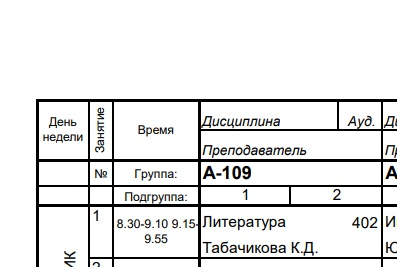 День недели
Занятие
Время
Дисциплина Ауд.
Преподаватель
№ Группа: А-109
Подгруппа: 1 2
1 8.30-9.10 9.15-9.55 Литература 402
Табачикова К.Д.